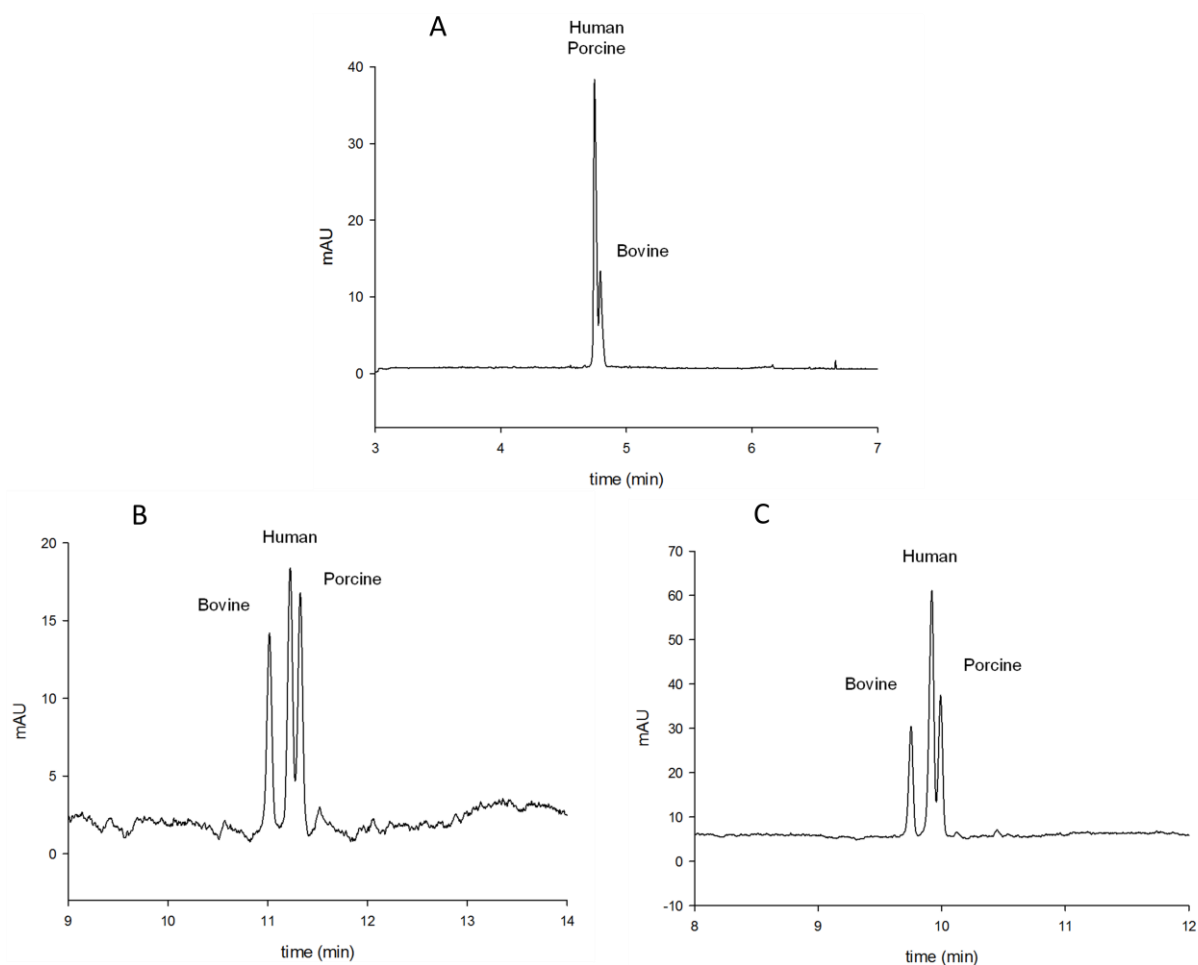 A
Human
Porcine
Bovine
mAU
40
30
20
10
0
3 4 5 6 7
time (min)
B
Human
Porcine
Bovine
mAU
20
15
10
5
0
9 10 11 12 13 14
time (min)
C
Human
Porcine
Bovine
mAU
70
60
50
40
30
20
10
0
-10
8 9 10 11 12
time (min)